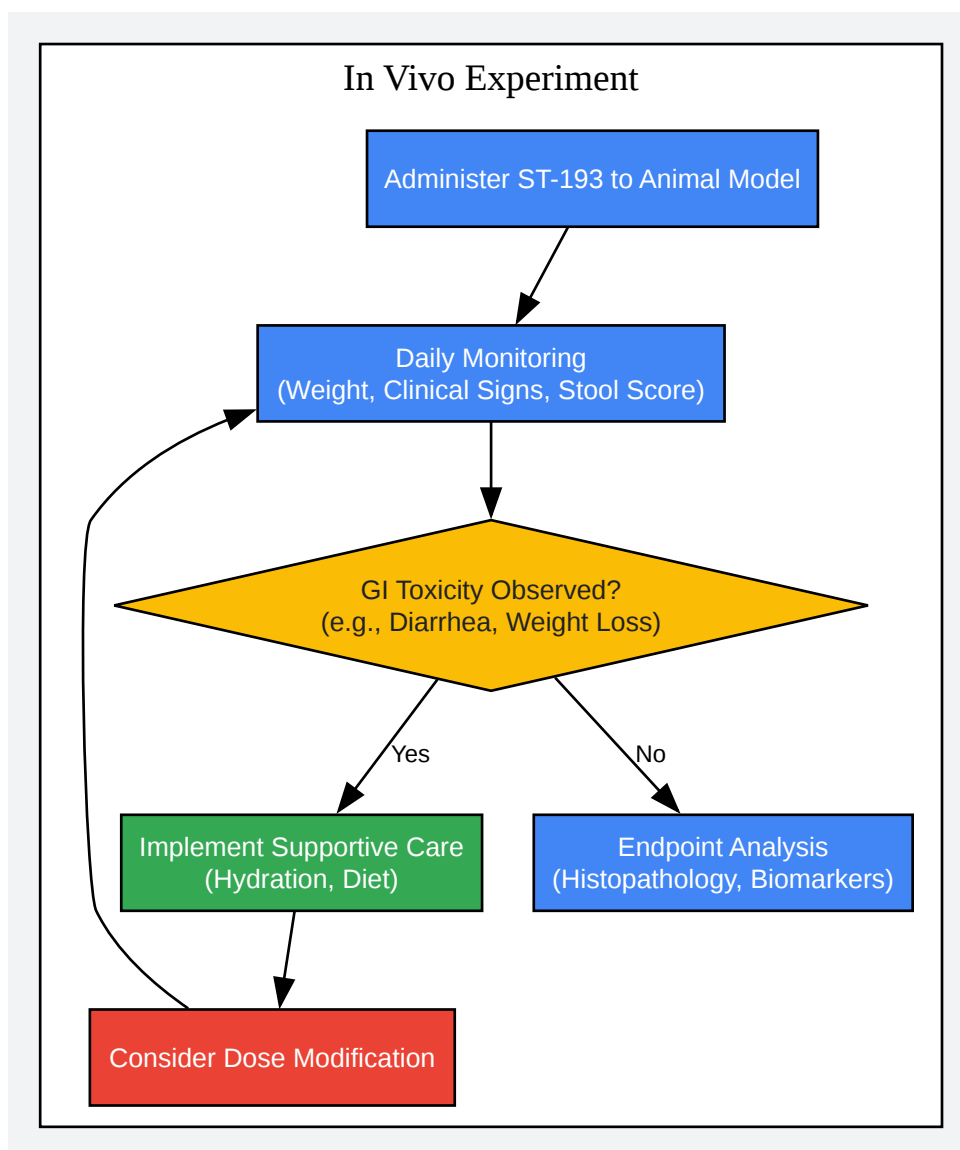 In Vivo Experiment
Administer ST-193 to Animal Model
Daily Monitoring
(Weight, Clinical Signs, Stool Score)
GI Toxicity Observed?
(e.g., Diarrhea, Weight Loss)
Yes
No
Implement Supportive Care
(Hydration, Diet)
Endpoint Analysis
(Histopathology, Biomarkers)
Consider Dose Modification